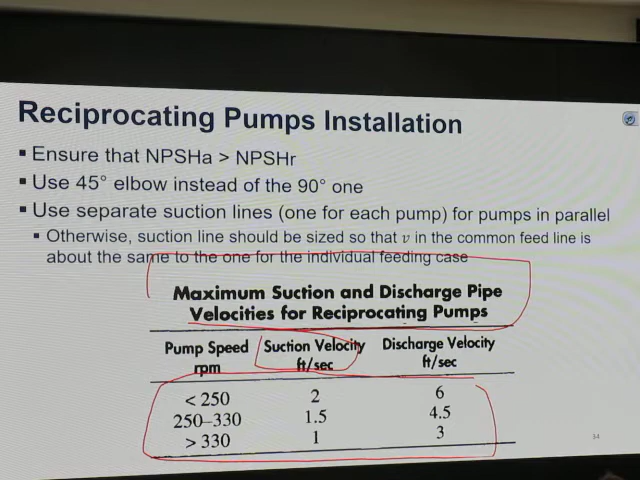 Reciprocating Pumps Installation
▪ Ensure that NPSHa > NPSHr
▪ Use 45° elbow instead of the 90° one
▪ Use separate suction lines (one for each pump) for pumps in parallel
▪ Otherwise, suction line should be sized so that v in the common feed line is
about the same to the one for the individual feeding case
Maximum Suction and Discharge Pipe
Velocities for Reciprocating Pumps
Pump Speed Suction Velocity Discharge Velocity
rpm ft/sec ft/sec
< 250 2 6
250–330 1.5 4.5
> 330 1 3
34